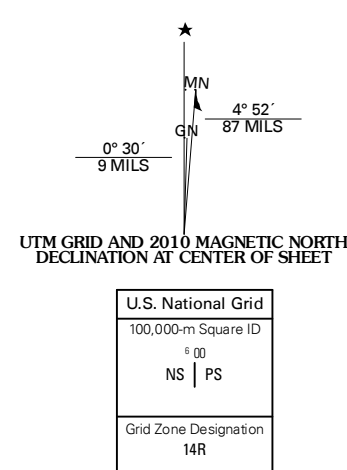 ★
MN
GN
4° 52´
87 MILS
0° 30´
9 MILS
UTM GRID AND 2010 MAGNETIC NORTH
DECLINATION AT CENTER OF SHEET
U.S. National Grid
100,000-m Square ID
6 00
NS | PS
Grid Zone Designation
14R